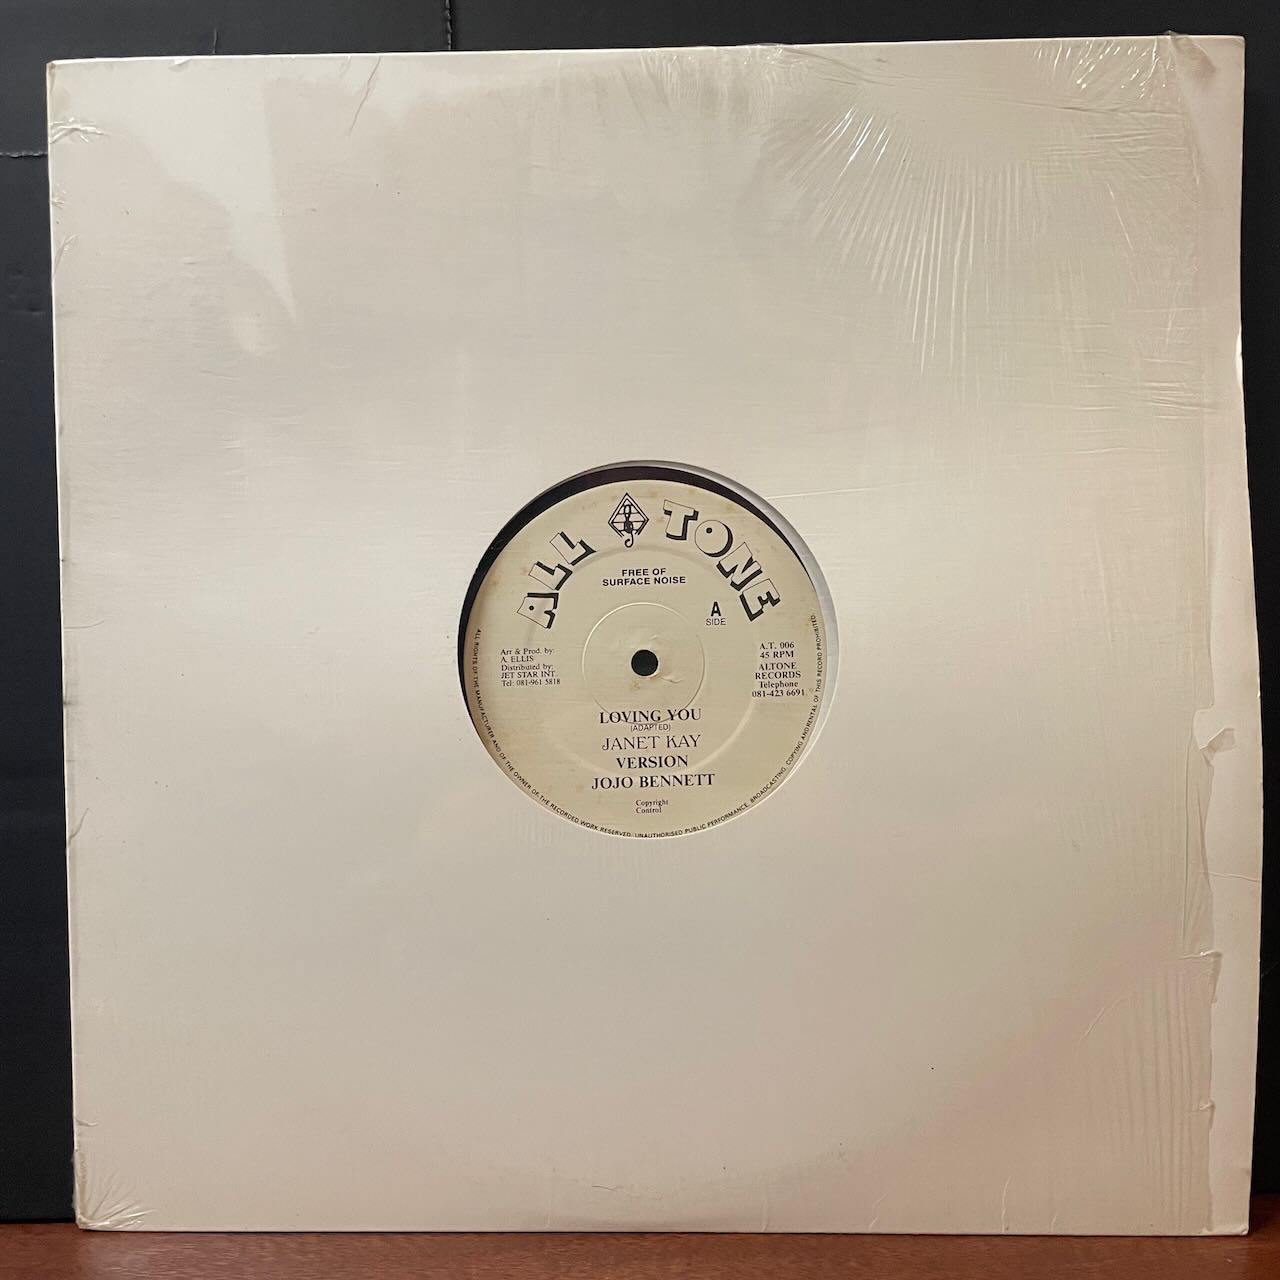 ALL TONE
FREE OF
SURFACE NOISE
A
SIDE
Arr & Prod. by:
A. ELLIS
Distributed by:
JET STAR INT.
Tel: 081-961 5818
A.T. 006
45 RPM
ALTONE
RECORDS
Telephone
081-423 6691
LOVING YOU
(ADAPTED)
JANET KAY
VERSION
JOJO BENNETT
Copyright
Control
ALL RIGHTS OF THE MANUFACTURER AND OF THE OWNER OF THE RECORDED WORK RESERVED. UNAUTHORISED PUBLIC PERFORMANCE, BROADCASTING, COPYING AND RENTAL OF THIS RECORD PROHIBITED.